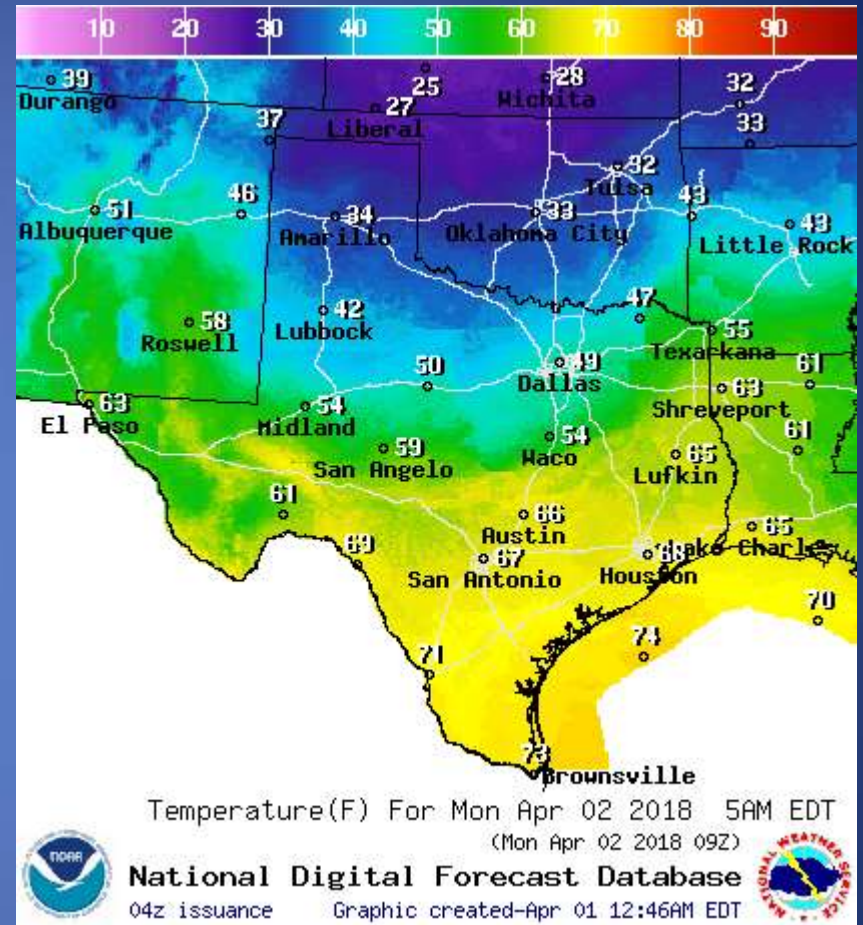 10 20 30 40 50 60 70 80 90
39 25 28 32
Durango Wichita
27
Liberal
37 33
32
Tulsa
51 46 34 33 43 43
Albuquerque Amarillo Oklahoma City Little Rock
58 42 47
Roswell Lubbock
55
Texarkana
50 49 61
Dallas
63 54 63
El Paso Midland Shreveport
59 54 65 61
San Angelo Waco Lufkin
61 66 65
Austin
69 67 68 Lake Charles
San Antonio Houston
70
74
71
73
Brownsville
Temperature(F) For Mon Apr 02 2018 5AM EDT
(Mon Apr 02 2018 09Z)
NOAA
NATIONAL WEATHER SERVICE
National Digital Forecast Database
04z issuance Graphic created-Apr 01 12:46AM EDT